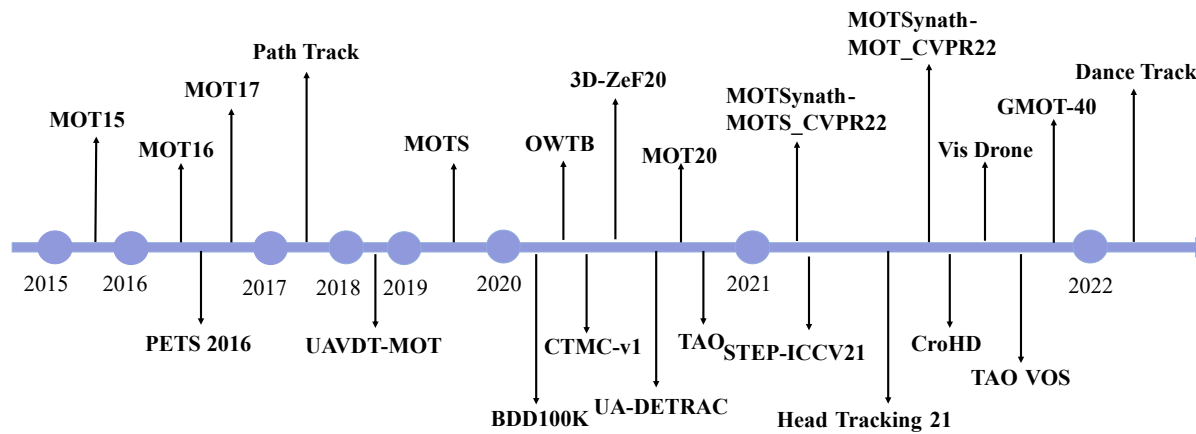 MOTSynath-
MOT_CVPR22
Path Track
3D-ZeF20
Dance Track
MOT17
MOTSynath-
MOTS_CVPR22
GMOT-40
MOT15
MOT16
MOTS
OWTB
MOT20
Vis Drone
2015
2016
2017
2018
2019
2020
2021
2022
PETS 2016
UAVDT-MOT
CTMC-v1
TAO
STEP-ICCV21
CroHD
TAO VOS
BDD100K
UA-DETRAC
Head Tracking 21